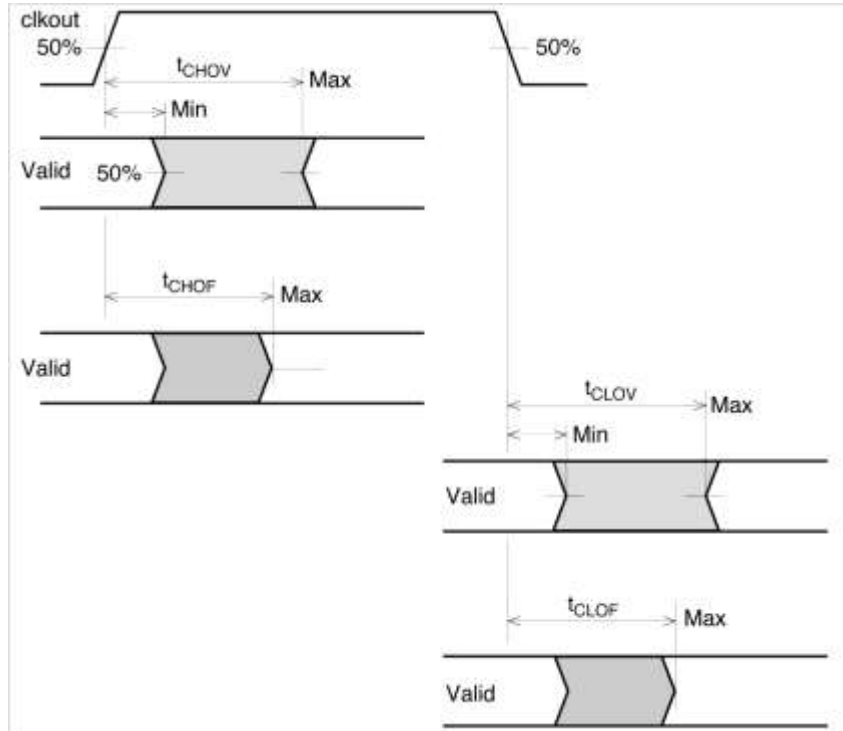 clkout
50%
50%
tCHOV
Max
Min
Valid
50%
tCHOF
Max
Valid
tCLOV
Max
Min
Valid
tCLOF
Max
Valid